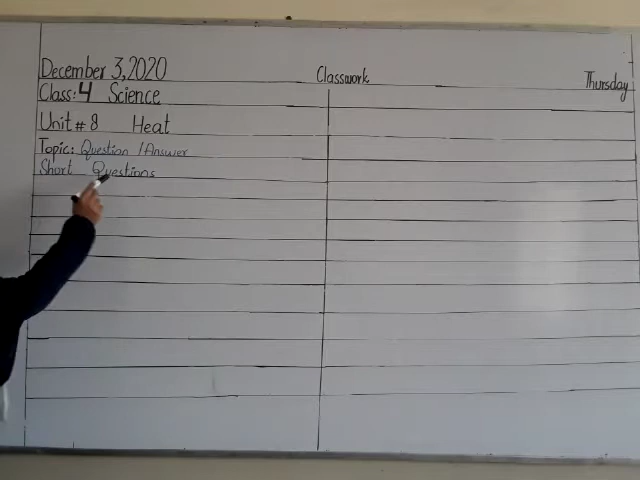 December 3, 2020 Classwork Thursday
Class: 4 Science
Unit # 8 Heat
Topic: Question / Answer
Short Questions